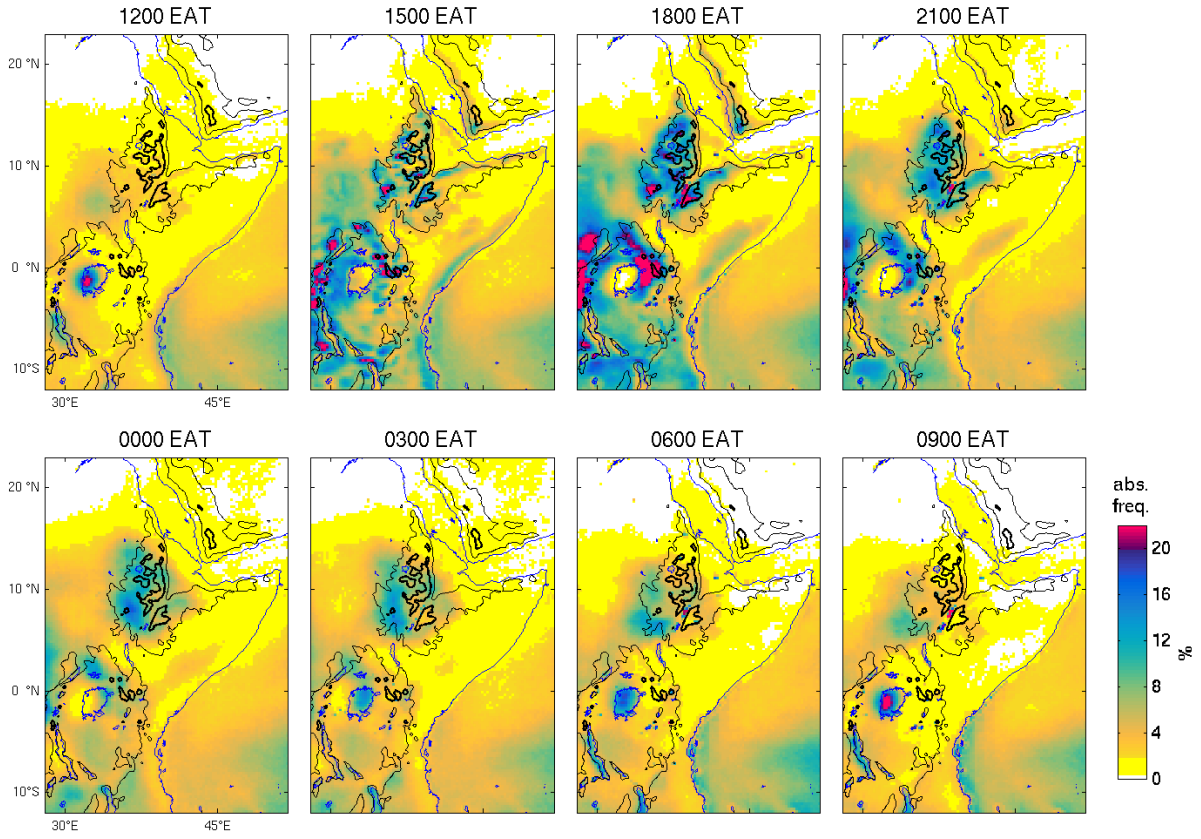 1200 EAT 1500 EAT 1800 EAT 2100 EAT
20 °N
10 °N
0 °N
10°S
30°E 45°E
0000 EAT 0300 EAT 0600 EAT 0900 EAT
20 °N
10 °N
0 °N
10°S
30°E 45°E
abs.
freq.
20
16
12
8
4
0
%